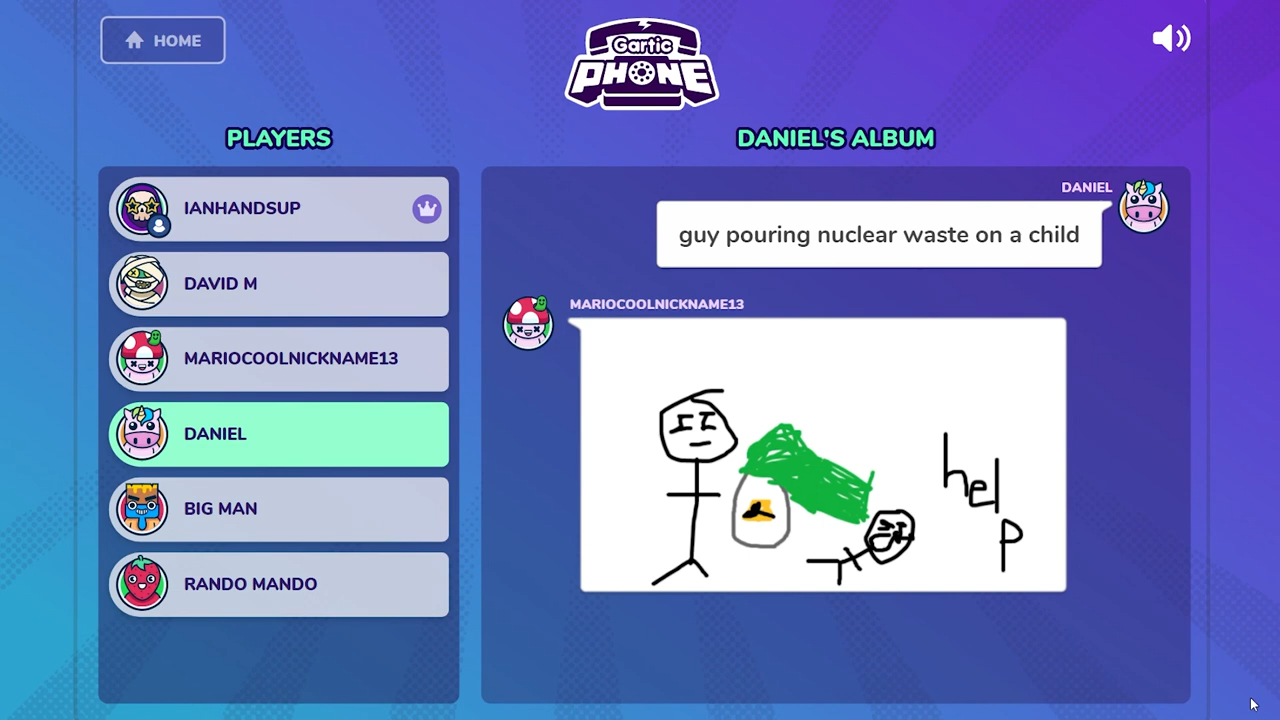 HOME
Gartic
PHONE
PLAYERS
IANHANDSUP
DAVID M
MARIOCOOLNICKNAME13
DANIEL
BIG MAN
RANDO MANDO
DANIEL'S ALBUM
DANIEL
guy pouring nuclear waste on a child
MARIOCOOLNICKNAME13
hel
P